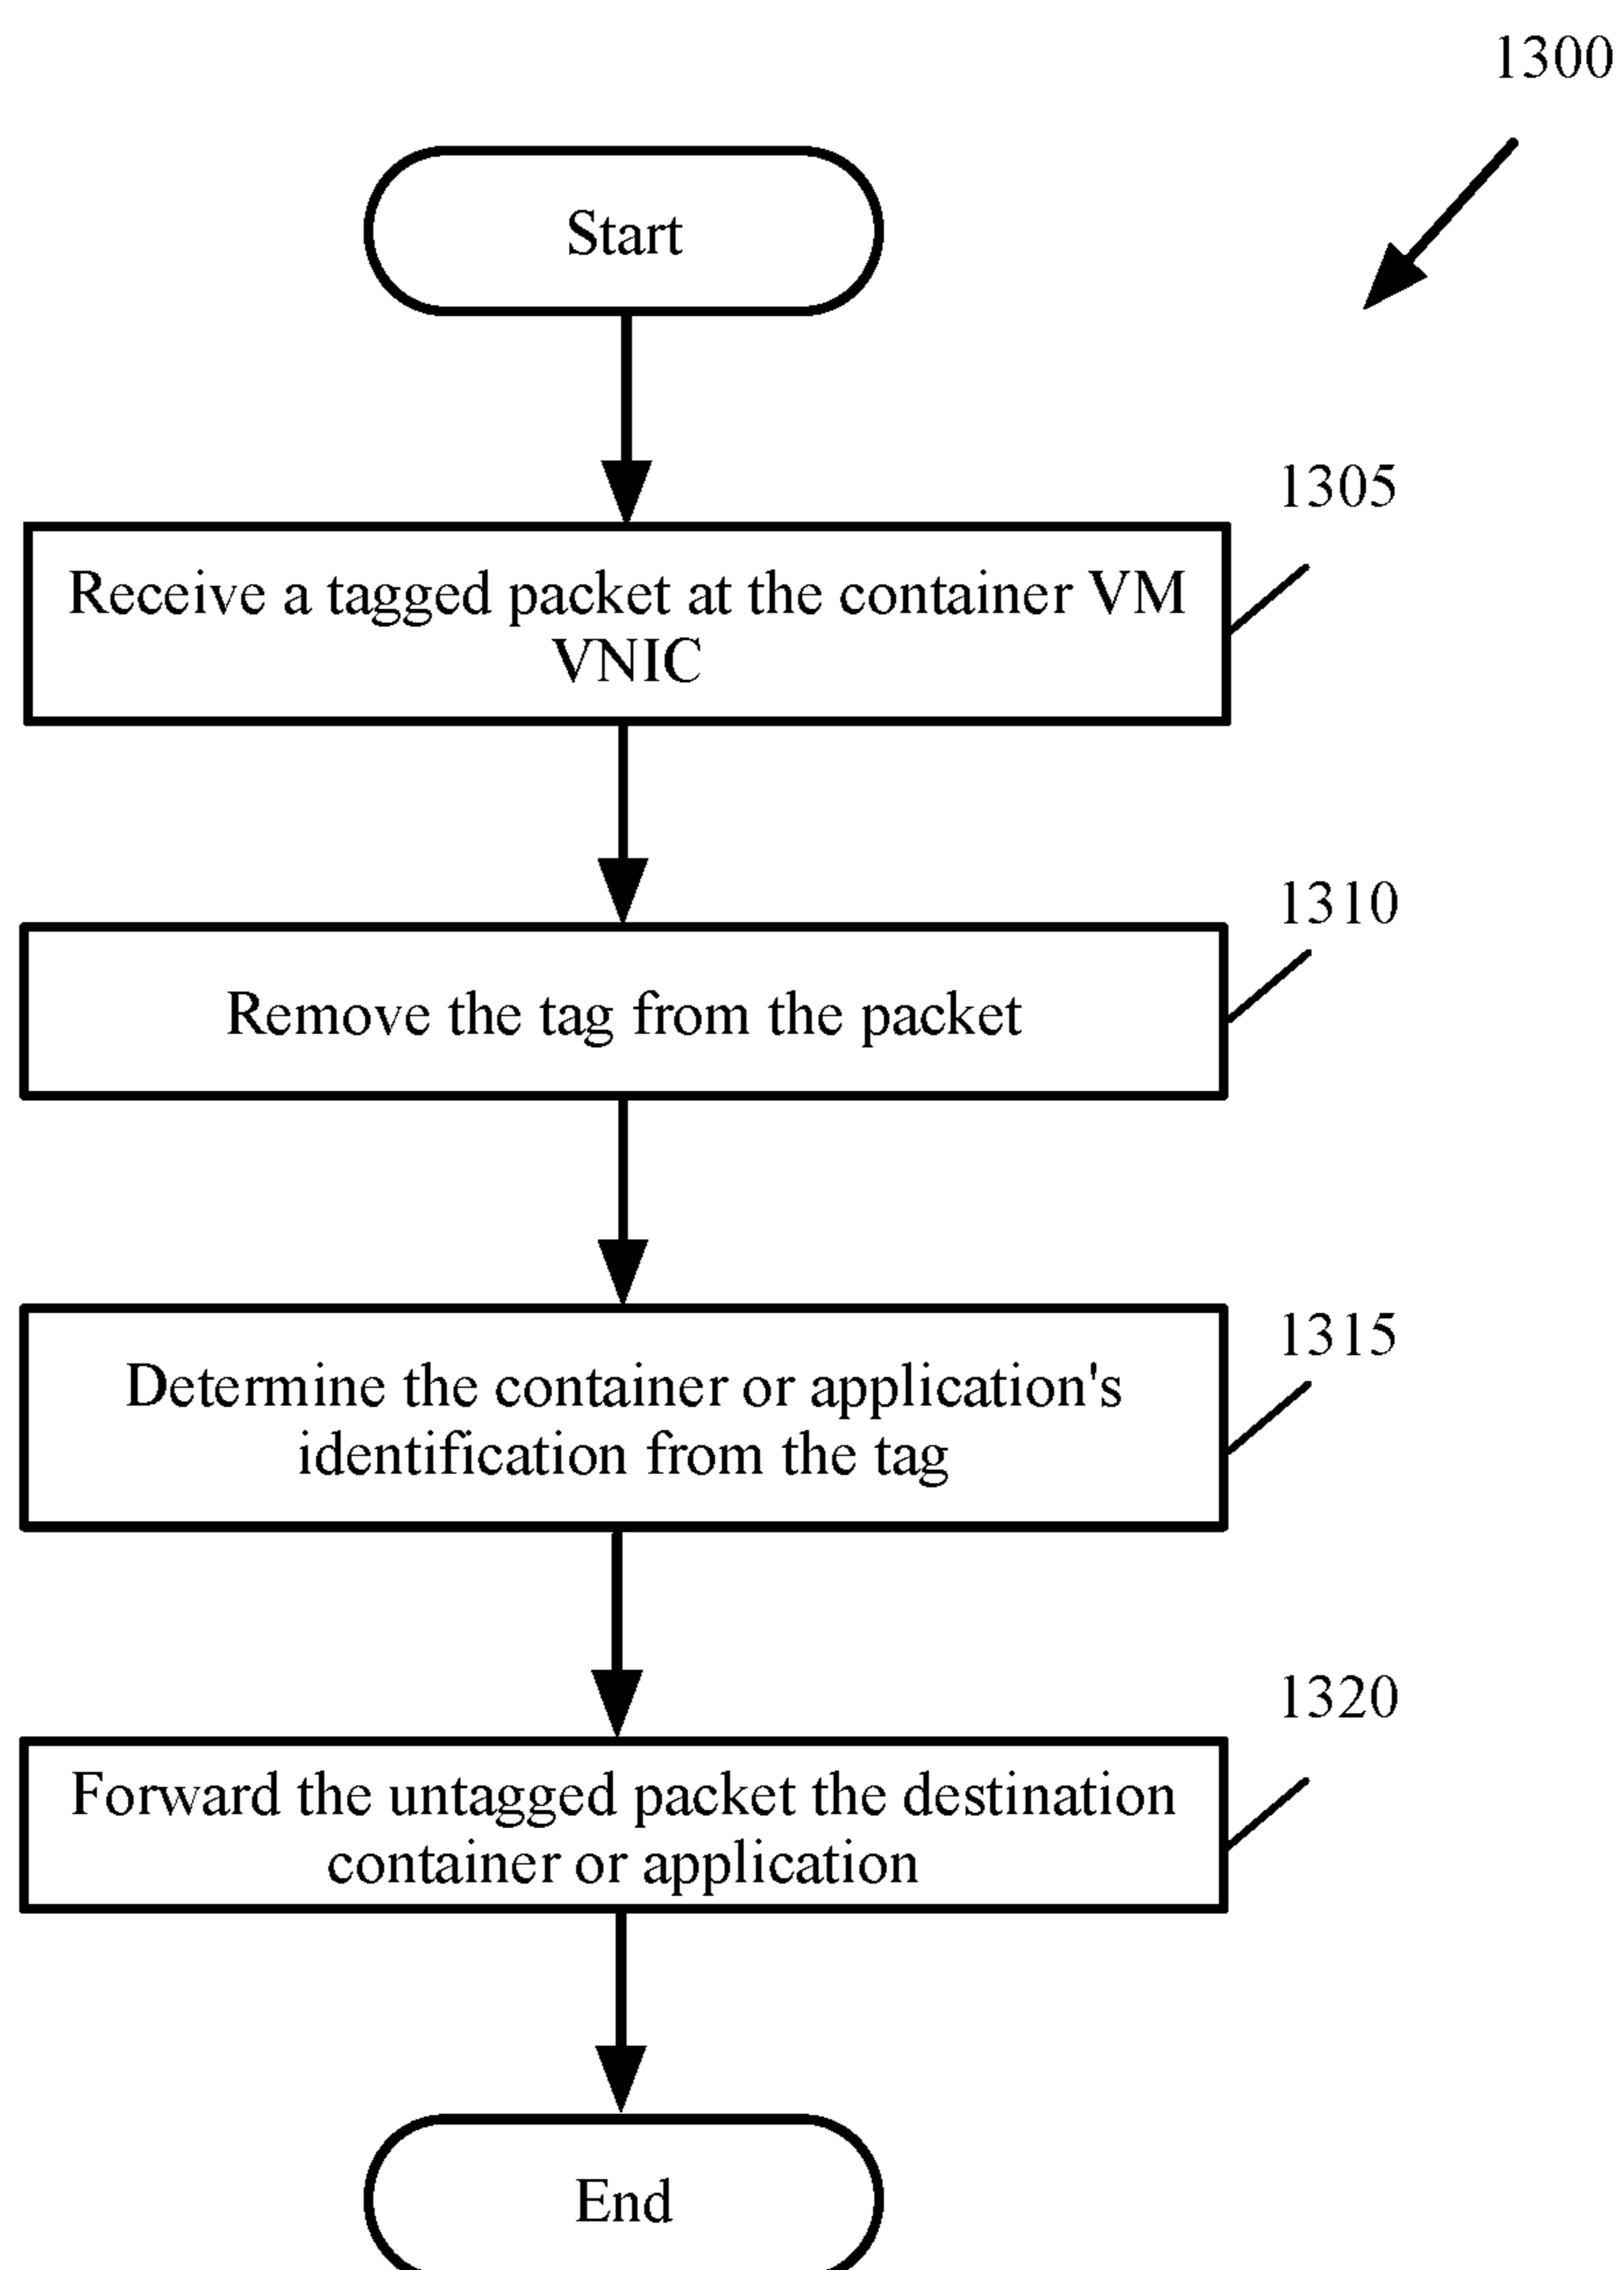 1300
Start
1305
Receive a tagged packet at the container VM
VNIC
1310
Remove the tag from the packet
1315
Determine the container or application's
identification from the tag
1320
Forward the untagged packet the destination
container or application
End